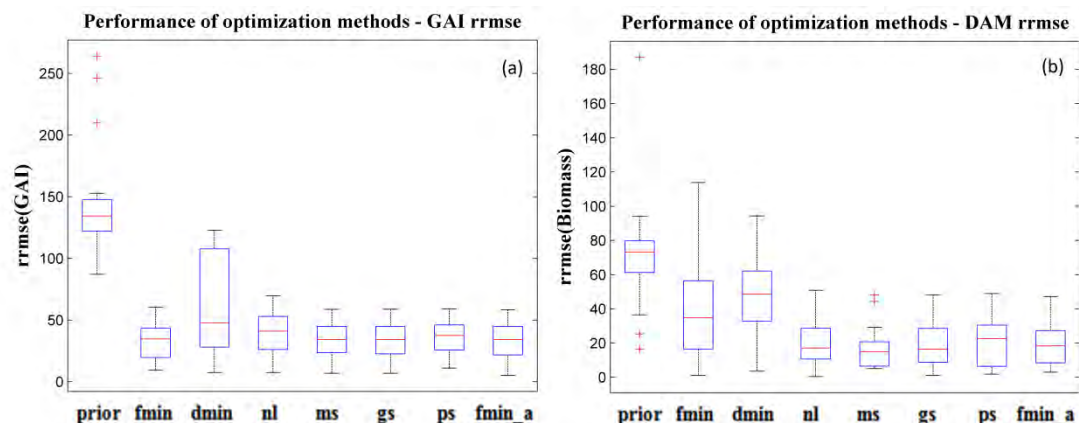 Performance of optimization methods - GAI rrmse
(a)
rrmse(GAI)
250
200
150
100
50
0
prior fmin dmin nl ms gs ps fmin_a
Performance of optimization methods - DAM rrmse
(b)
rrmse(Biomass)
180
160
140
120
100
80
60
40
20
0
prior fmin dmin nl ms gs ps fmin_a